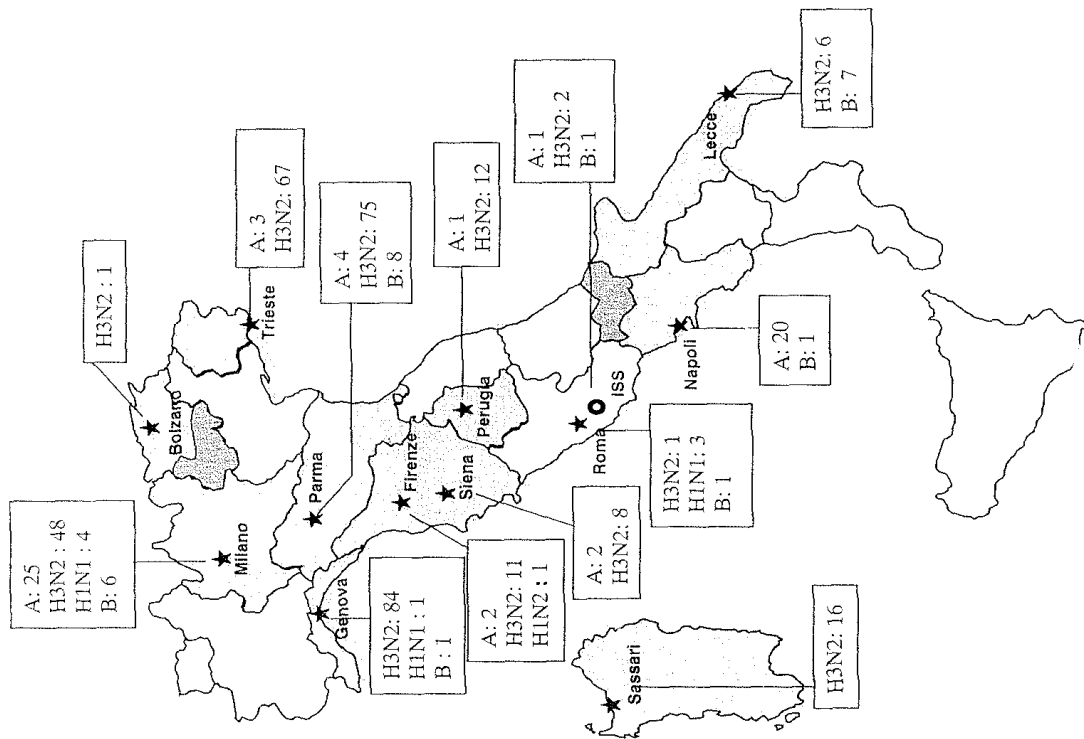 H3N2 : 1
Bolzano
A: 25
H3N2 : 48
H1N1 : 4
B: 6
Milano
A: 3
H3N2: 67
Trieste
A: 4
H3N2: 75
B: 8
Parma
Genova
H3N2: 84
H1N1 : 1
B : 1
Firenze
A: 2
H3N2: 11
H1N2 : 1
Siena
A: 2
H3N2: 8
A: 1
H3N2: 12
Perugia
A: 1
H3N2: 2
B: 1
ISS
Roma
H3N2: 1
H1N1: 3
B: 1
Napoli
A: 20
B: 1
Lecce
H3N2: 6
B: 7
Sassari
H3N2: 16